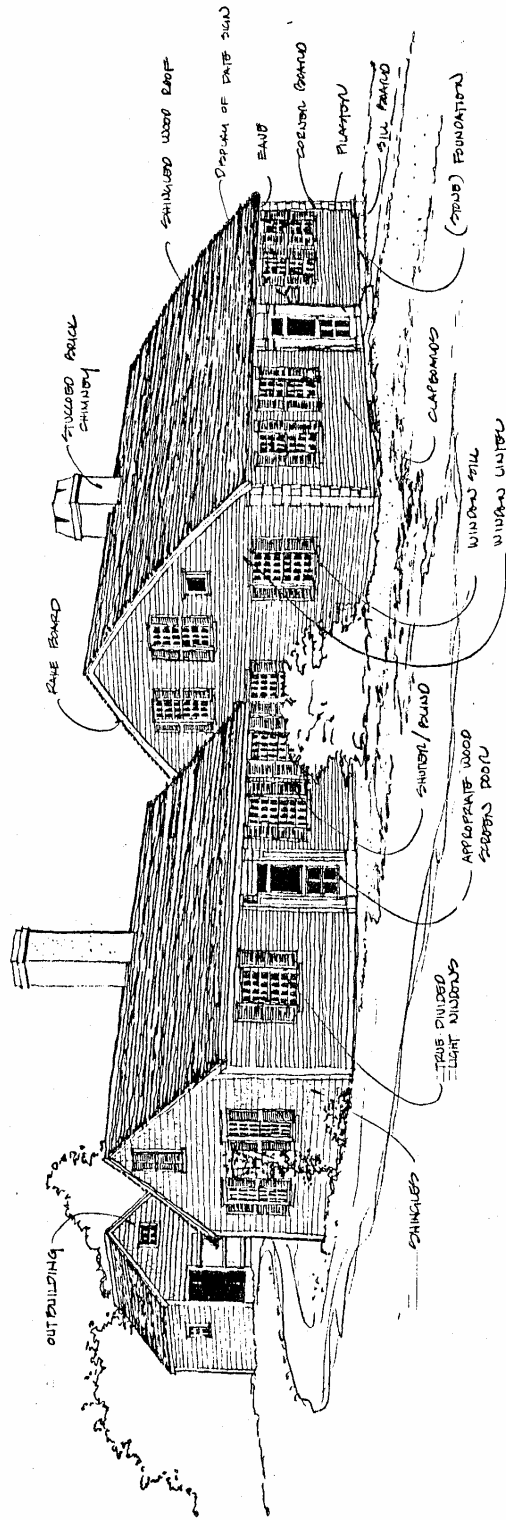 OUTBUILDING
RAKE BOARD
STUCCOED BRICK
CHIMNEY
SHINGLED WOOD ROOF
DISPLAY OF DATE SIGN
EAVE
CORNER BOARD
PILASTER
SILL BOARD
(STONE) FOUNDATION
CLAPBOARDS
WINDOW SILL
WINDOW LINTEL
SHUTTER/BLIND
APPROPRIATE WOOD
SCREEN DOOR
TRUE DIVIDED
LIGHT WINDOWS
SHINGLES